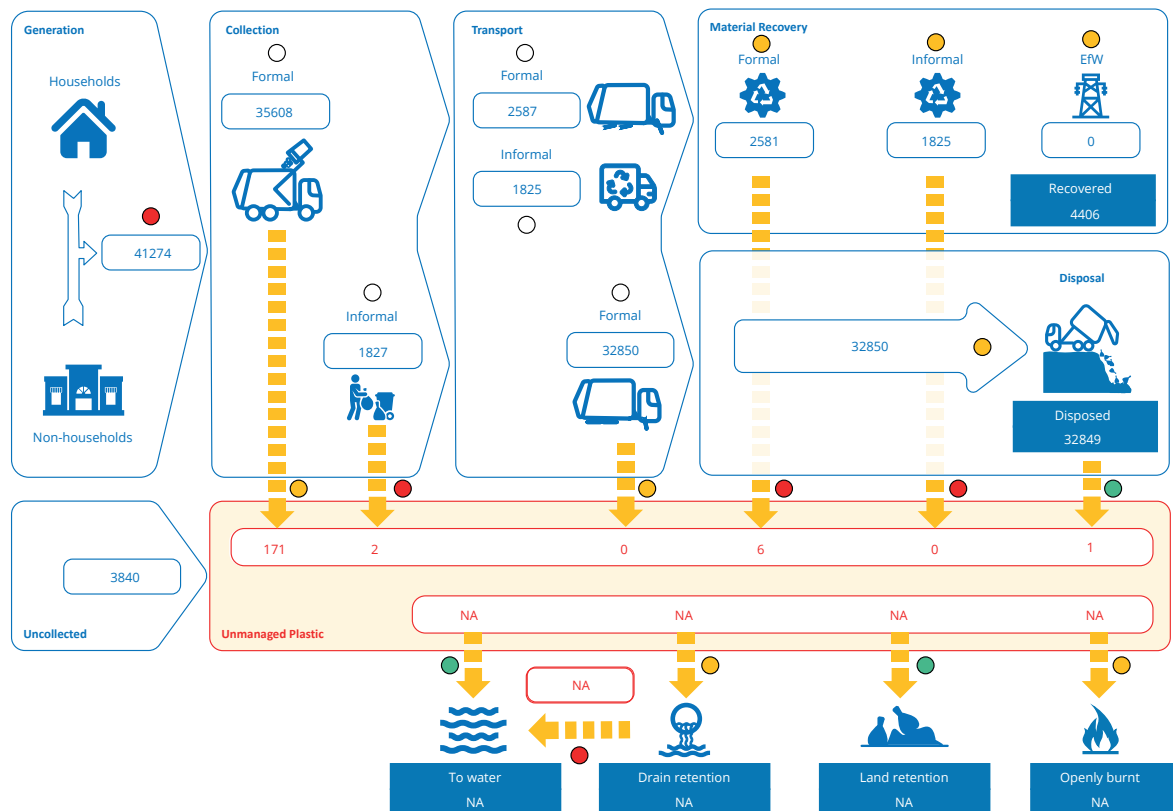 Generation
Households
41274
Non-households
Collection
Formal
35608
Informal
1827
Transport
Formal
2587
Informal
1825
Formal
32850
Material Recovery
Formal
2581
Informal
1825
EfW
0
Recovered
4406
Disposal
32850
Disposed
32849
3840
Uncollected
171
2
0
6
0
1
NA
NA
NA
NA
Unmanaged Plastic
NA
To water
NA
Drain retention
NA
Land retention
NA
Openly burnt
NA